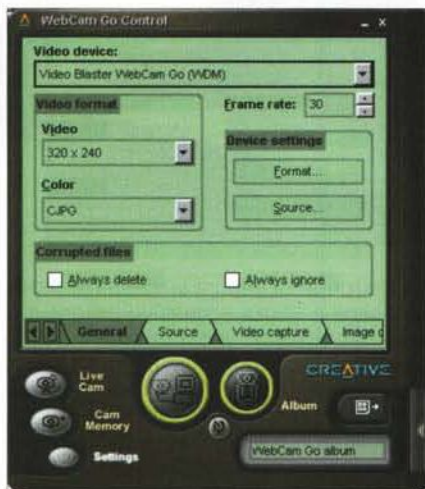 WebCam Go Control
Video device:
Video Blaster WebCam Go (WDM)
Video format
Frame rate: 30
Video
320 x 240
Device settings
Format...
Color
CJPG
Source...
Corrupted files
Always delete
Always ignore
General
Source
Video capture
Image
CREATIVE
Live
Cam
Album
Cam
Memory
Settings
WebCam Go album